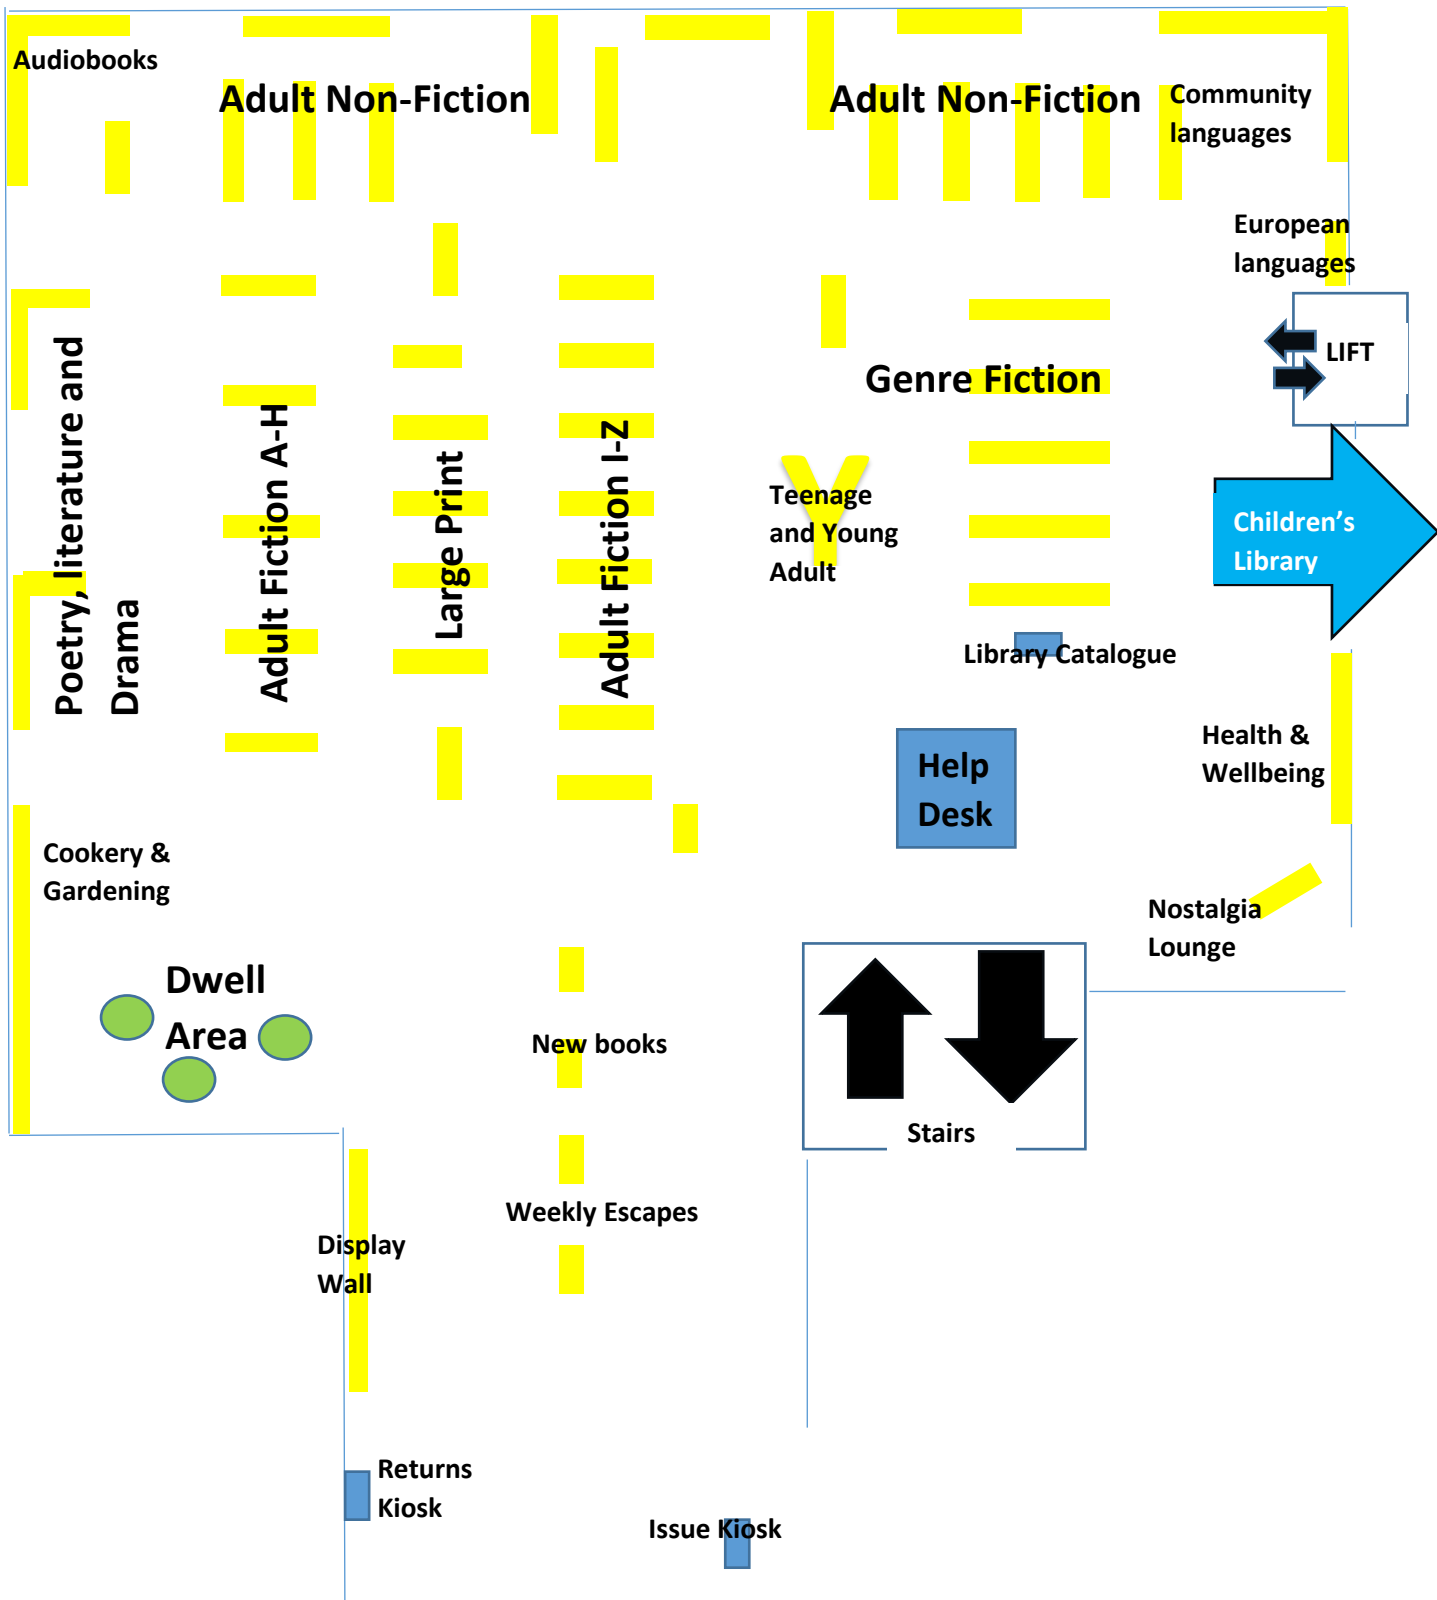 Audiobooks
Adult Non-Fiction
Adult Non-Fiction
Community
languages
European
languages
LIFT
Poetry, literature and
Drama
Adult Fiction A-H
Large Print
Adult Fiction I-Z
Genre Fiction
Teenage
and Young
Adult
Children’s
Library
Library Catalogue
Help
Desk
Health &
Wellbeing
Cookery &
Gardening
Nostalgia
Lounge
Dwell
Area
New books
Stairs
Weekly Escapes
Display
Wall
Returns
Kiosk
Issue Kiosk